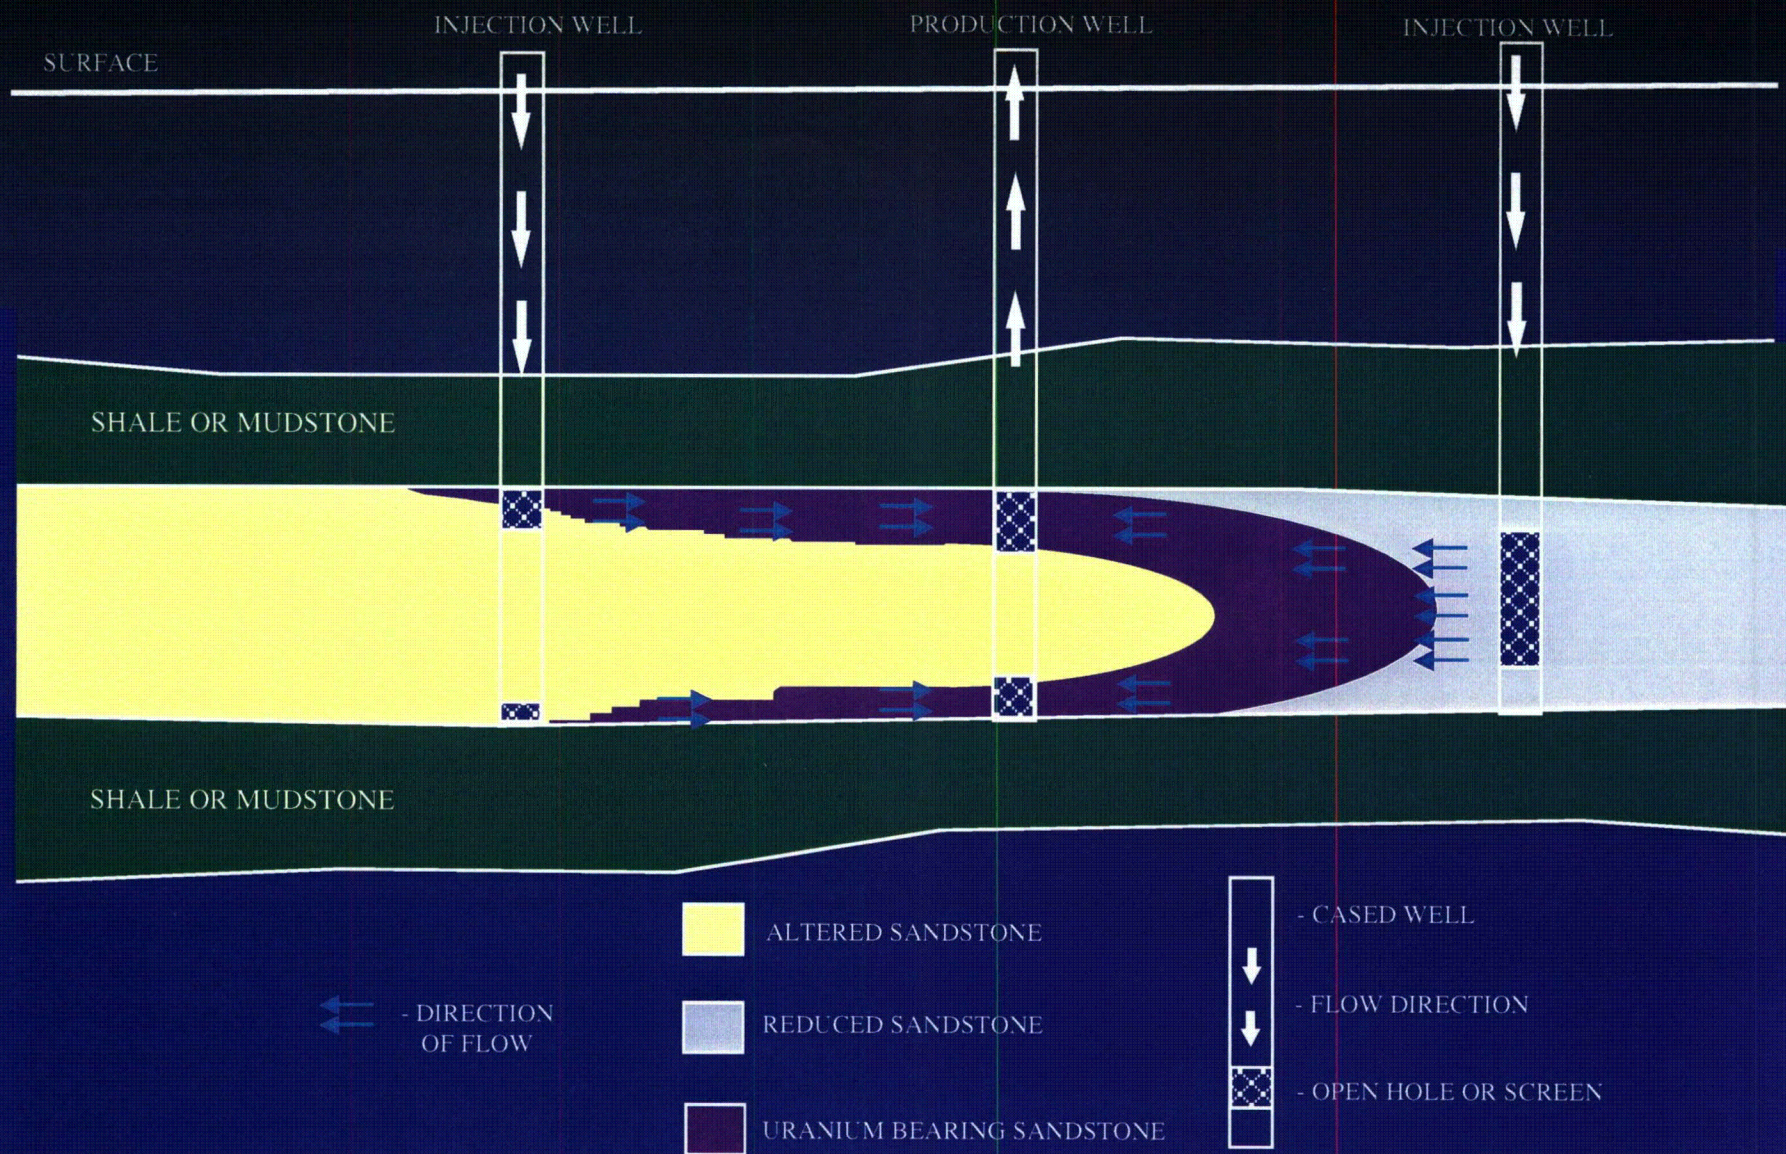 INJECTION WELL
PRODUCTION WELL
INJECTION WELL
SURFACE
SHALE OR MUDSTONE
SHALE OR MUDSTONE
ALTERED SANDSTONE
- CASED WELL
- DIRECTION
OF FLOW
REDUCED SANDSTONE
- FLOW DIRECTION
- OPEN HOLE OR SCREEN
URANIUM BEARING SANDSTONE